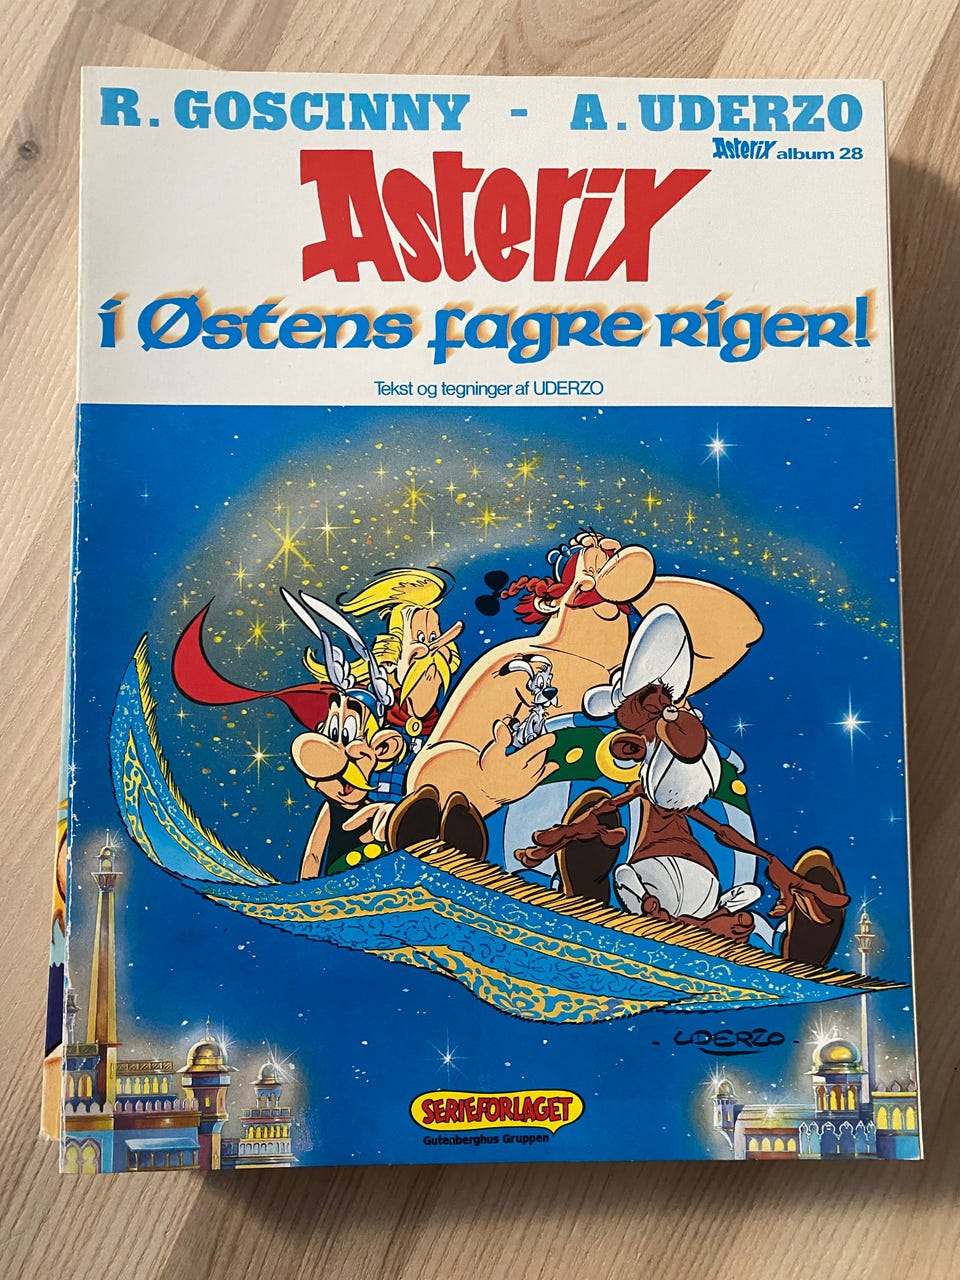 R. GOSCINNY - A. UDERZO
Asterix album 28
Asterix
i Østens fagre riger!
Tekst og tegninger af UDERZO
. UDERZO .
SERIEFORLAGET
Gutenberghus Gruppen